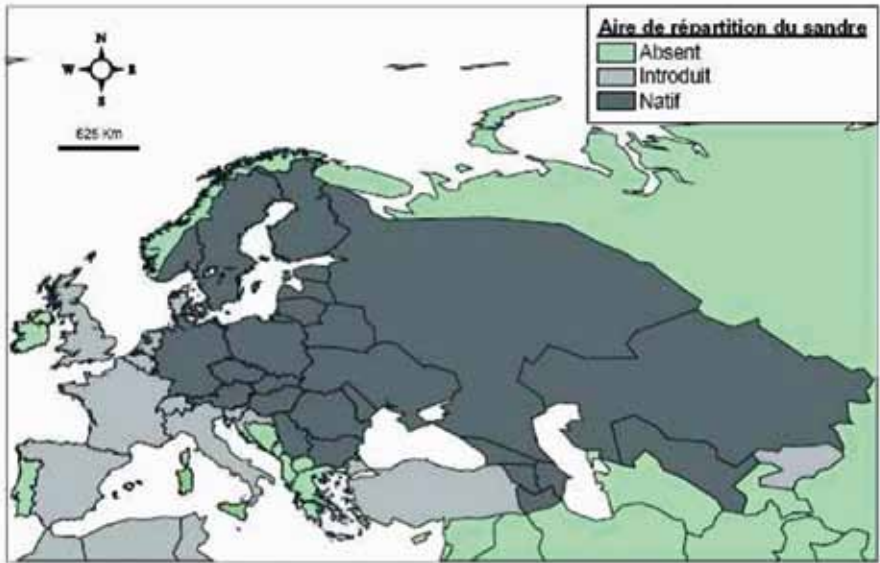 Aire de répartition du sandre
Absent
Introduit
Natif
N
W E
S
625 Km